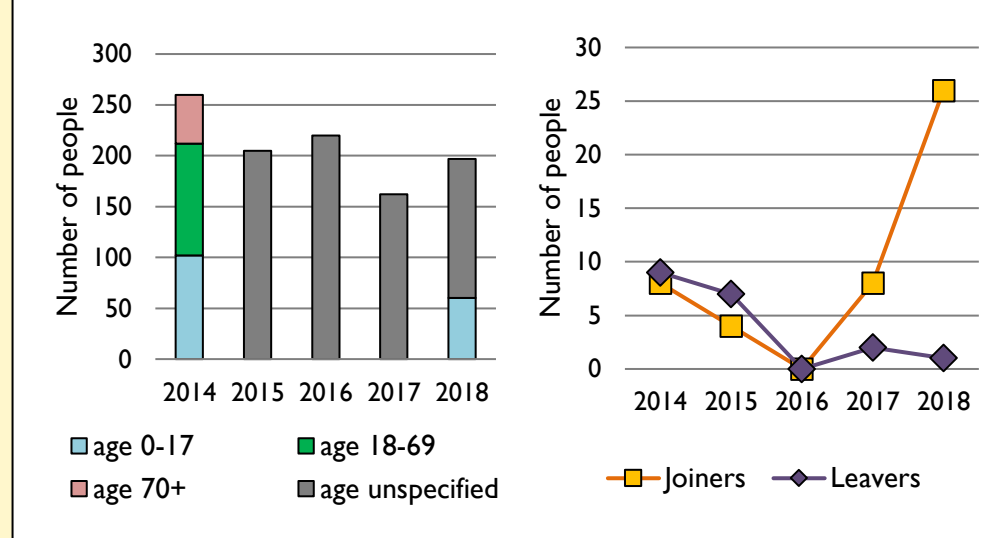 Number of people
300
250
200
150
100
50
0
2014 2015 2016 2017 2018
age 0-17 age 18-69
age 70+ age unspecified
Number of people
30
25
20
15
10
5
0
2014 2015 2016 2017 2018
Joiners Leavers